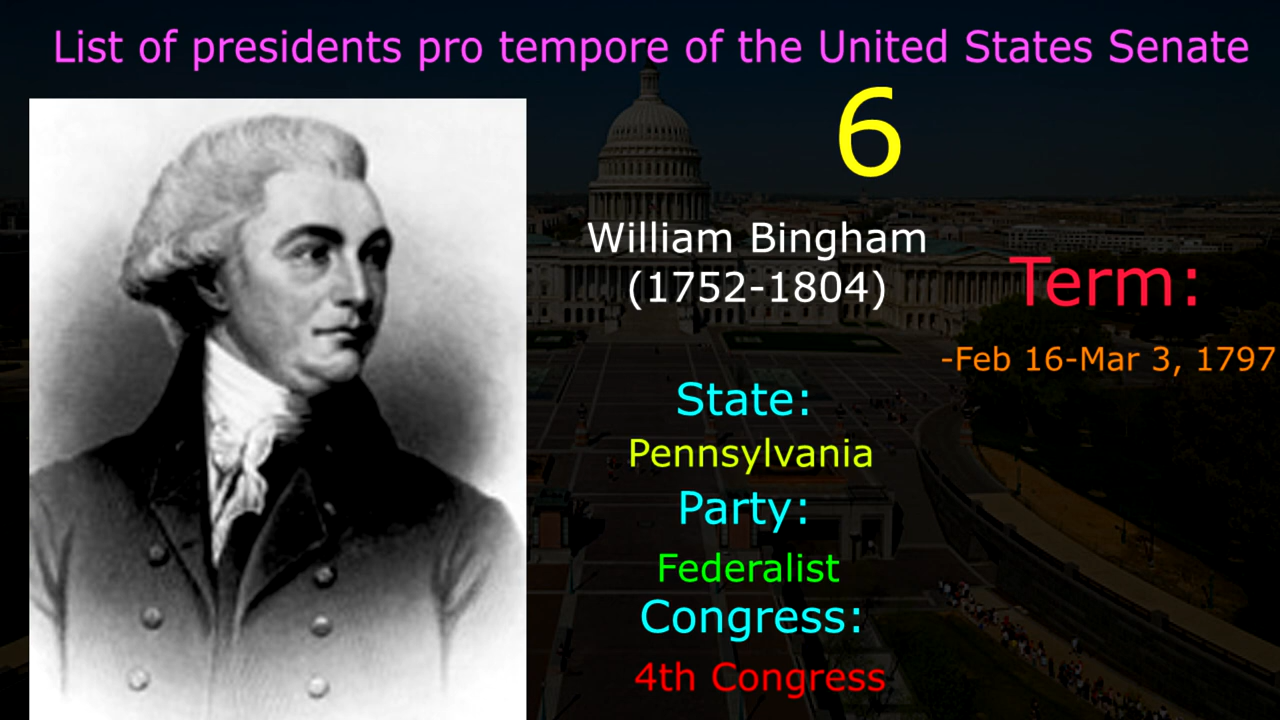 List of presidents pro tempore of the United States Senate
6
William Bingham
(1752-1804)
Term:
-Feb 16-Mar 3, 1797
State:
Pennsylvania
Party:
Federalist
Congress:
4th Congress